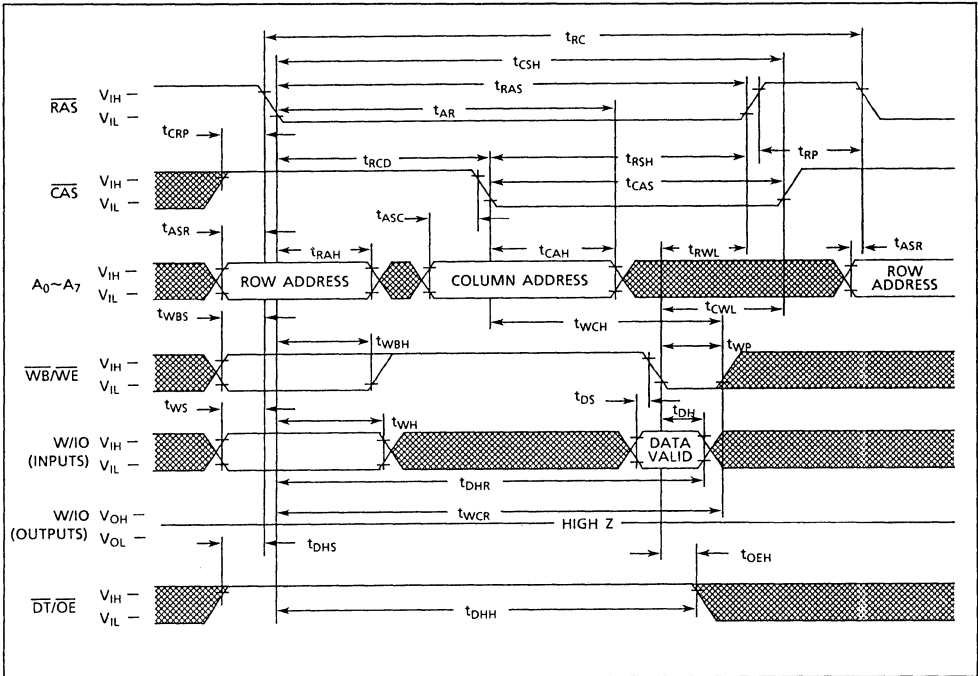 tRC
tCSH
tRAS
tAR
RAS VIH
VIL
tCRP
tRP
tRCD
tRSH
tCAS
CAS VIH
VIL
tASC
tASR
tRAH
tCAH
tRWL
tASR
A0~A7 VIH
VIL
ROW ADDRESS
COLUMN ADDRESS
ROW
ADDRESS
tWBS
tCWL
tWCH
tWBH
tWP
WB/WE VIH
VIL
tWS
tDS
tDH
tWH
W/IO
(INPUTS)
VIH
VIL
DATA
VALID
tDHR
tWCR
W/IO
(OUTPUTS)
VOH
VOL
HIGH Z
tDHS
tOEH
DT/OE VIH
VIL
tDHH